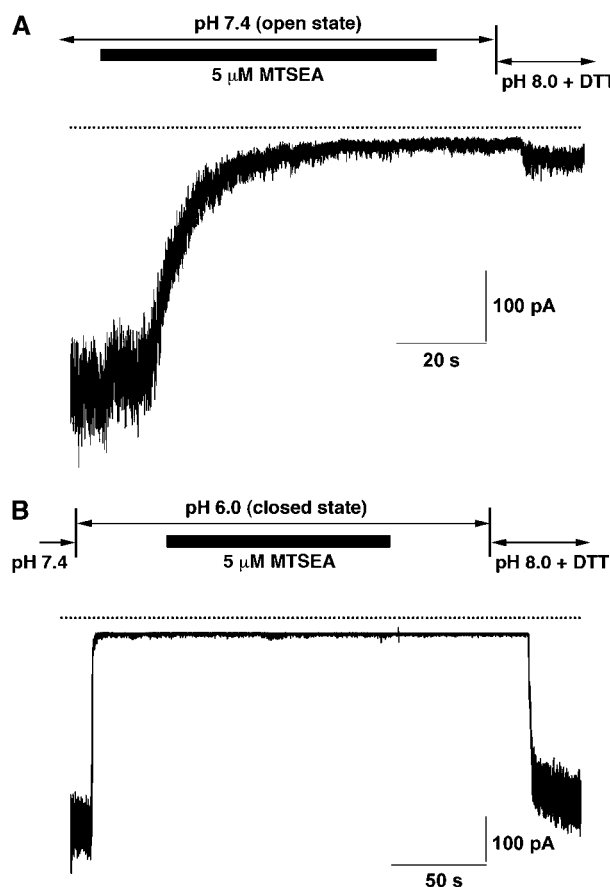 A
pH 7.4 (open state)
5 μM MTSEA
pH 8.0 + DTT
100 pA
20 s
B
pH 6.0 (closed state)
pH 7.4
5 μM MTSEA
pH 8.0 + DTT
100 pA
50 s